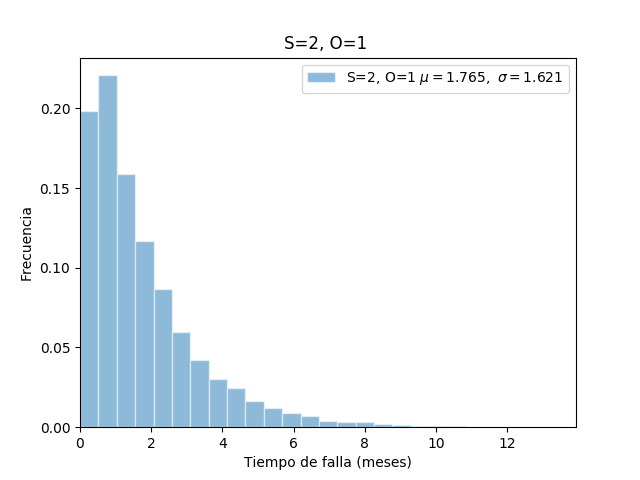 S=2, O=1
S=2, O=1 μ = 1.765, σ = 1.621
Frecuencia
0.20
0.15
0.10
0.05
0.00
0 2 4 6 8 10 12
Tiempo de falla (meses)